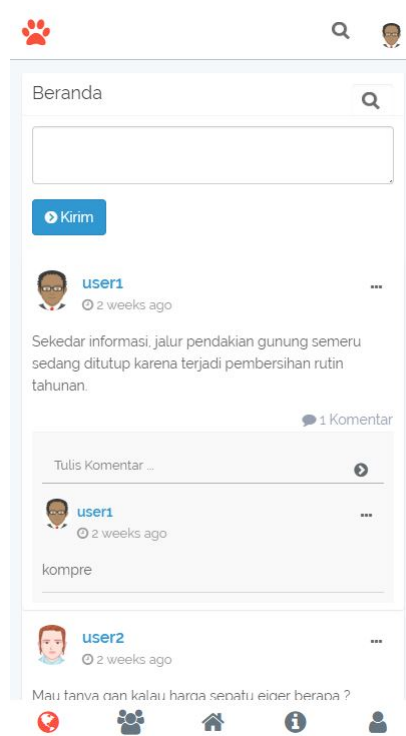 Beranda
Kirim
user1
2 weeks ago
Sekedar informasi, jalur pendakian gunung semeru
sedang ditutup karena terjadi pembersihan rutin
tahunan.
1 Komentar
Tulis Komentar ...
user1
2 weeks ago
kompre
user2
2 weeks ago
Mau tanya gan kalau harga sepatu eiger berapa ?